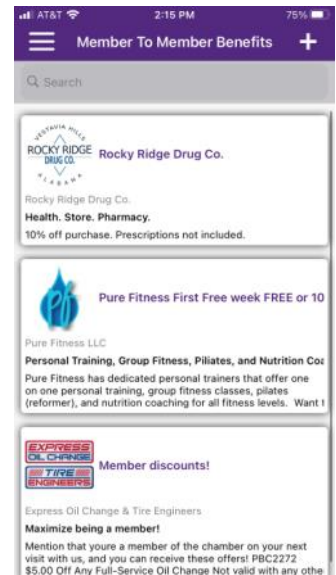 AT&T 2:15 PM 75%
Member To Member Benefits +
Search
VESTAVIA HILLS
ROCKY RIDGE
DRUG CO.
ALABAMA
Rocky Ridge Drug Co.
Rocky Ridge Drug Co.
Health. Store. Pharmacy.
10% off purchase. Prescriptions not included.
Pf
Pure Fitness First Free week FREE or 10
Pure Fitness LLC
Personal Training, Group Fitness, Piliates, and Nutrition Coa
Pure Fitness has dedicated personal trainers that offer one
on one personal training, group fitness classes, pilates
(reformer), and nutrition coaching for all fitness levels. Want t
EXPRESS
OIL CHANGE
TIRE
ENGINEERS
Member discounts!
Express Oil Change & Tire Engineers
Maximize being a member!
Mention that youre a member of the chamber on your next
visit with us, and you can receive these offers! PBC2272
$5.00 Off Any Full-Service Oil Change Not valid with any othe